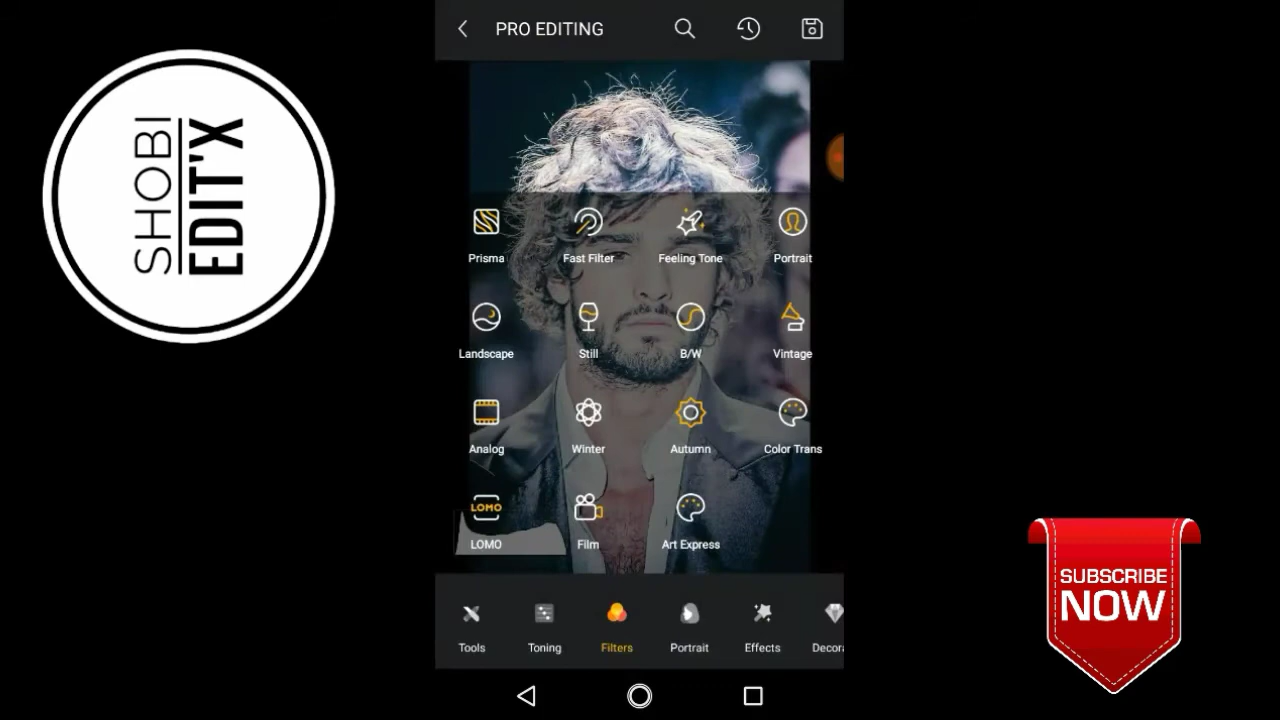 SHOBI
EDIT'X
PRO EDITING
Prisma
Fast Filter
Feeling Tone
Portrait
Landscape
Still
B/W
Vintage
Analog
Winter
Autumn
Color Trans
LOMO
LOMO
Film
Art Express
Tools
Toning
Filters
Portrait
Effects
Decora
SUBSCRIBE
NOW